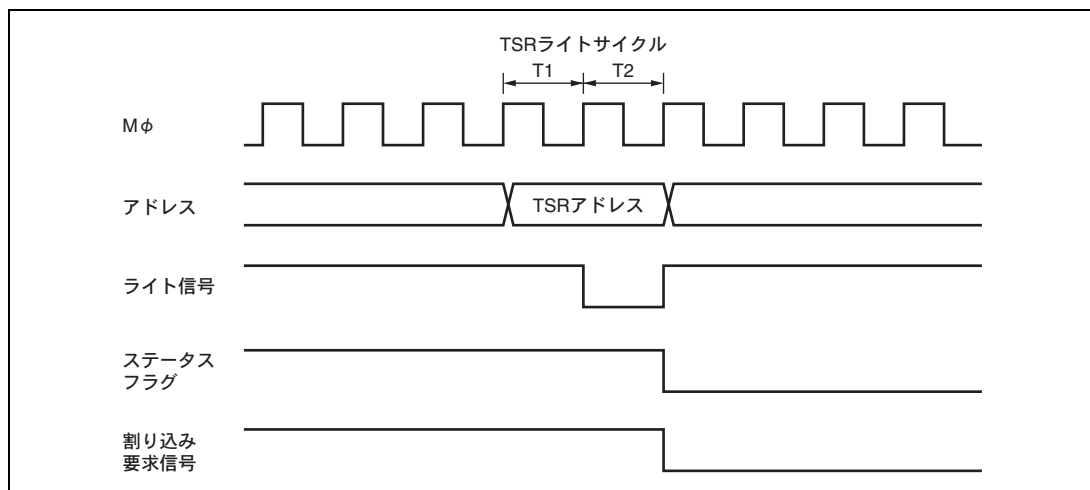 TSRライトサイクル
T1 T2
Mφ
アドレス
TSRアドレス
ライト信号
ステータス
フラグ
割り込み
要求信号